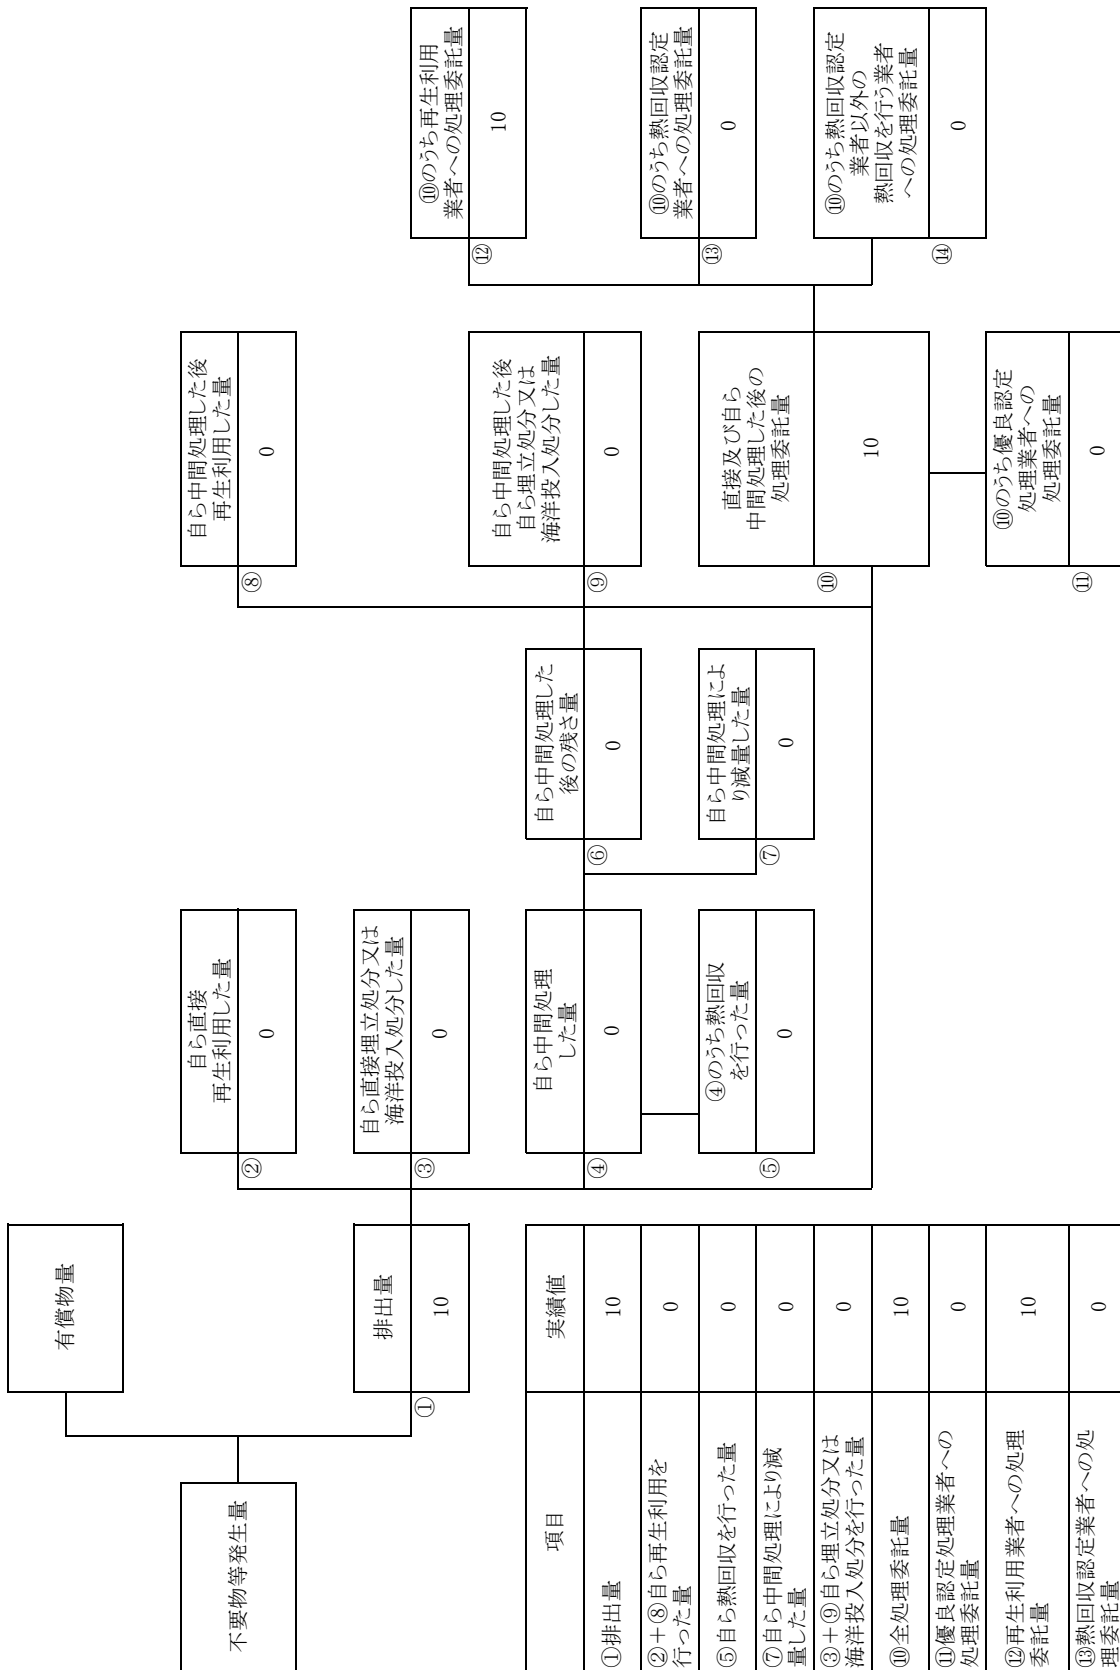 有償物量
不要物等発生量
①
排出量
10
②
自ら直接
再生利用した量
0
③
自ら直接埋立処分又は
海洋投入処分した量
0
④
自ら中間処理
した量
0
⑤
④のうち熱回収
を行った量
0
⑥
自ら中間処理した
後の残さ量
0
⑦
自ら中間処理によ
り減量した量
0
⑧
自ら中間処理した後
再生利用した量
0
⑨
自ら中間処理した後
自ら埋立処分又は
海洋投入処分した量
0
⑩
直接及び自ら
中間処理した後の
処理委託量
10
⑪
⑩のうち優良認定
処理業者への
処理委託量
0
⑫
⑩のうち再生利用
業者への処理委託量
10
⑬
⑩のうち熱回収認定
業者への処理委託量
0
⑭
⑩のうち熱回収認定
業者以外の
熱回収を行う業者
への処理委託量
0
項目
実績値
①排出量
10
②+⑧自ら再生利用を
行った量
0
⑤自ら熱回収を行った量
0
⑦自ら中間処理により減
量した量
0
③+⑨自ら埋立処分又は
海洋投入処分を行った量
0
⑩全処理委託量
10
⑪優良認定処理業者への
処理委託量
0
⑫再生利用業者への処理
委託量
10
⑬熱回収認定業者への処
理委託量
0